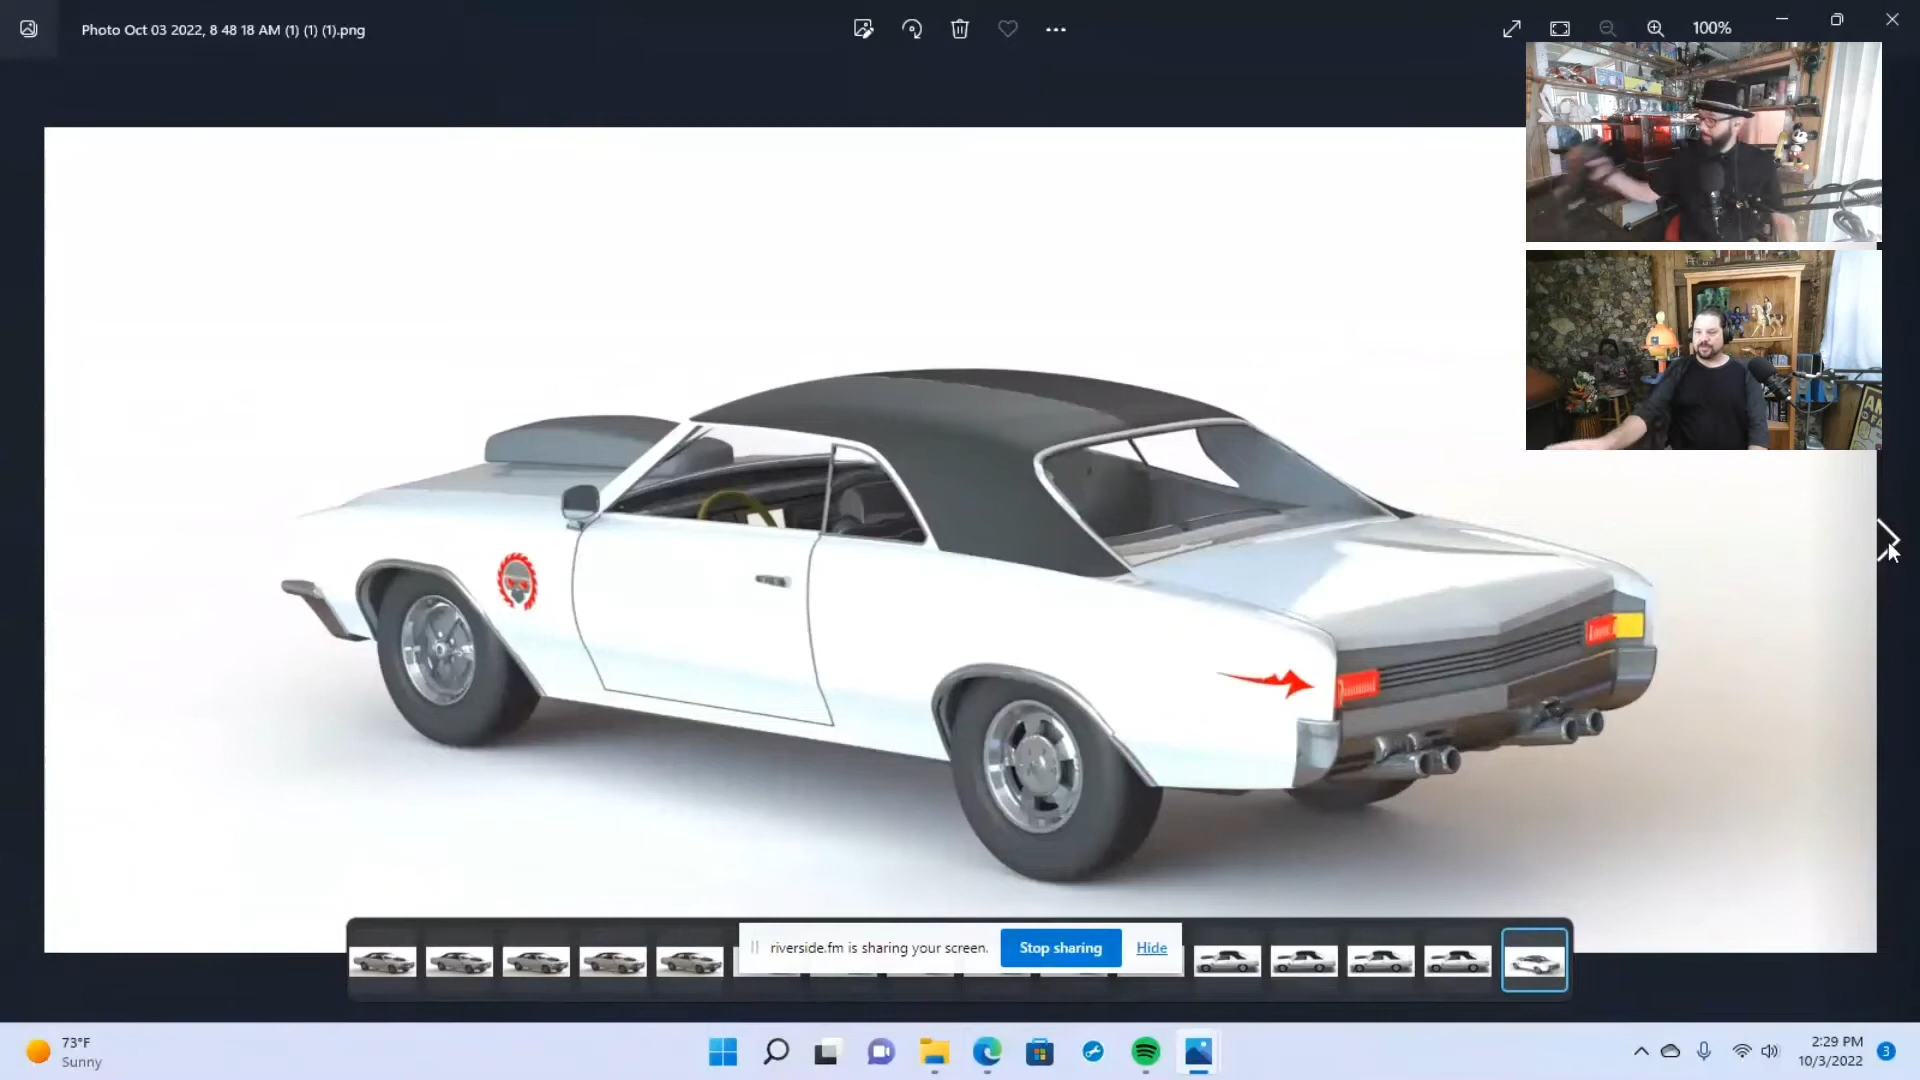 Photo Oct 03 2022, 8 48 18 AM (1) (1) (1).png
100%
riverside.fm is sharing your screen.
Stop sharing
Hide
73°F
Sunny
2:29 PM
10/3/2022
3